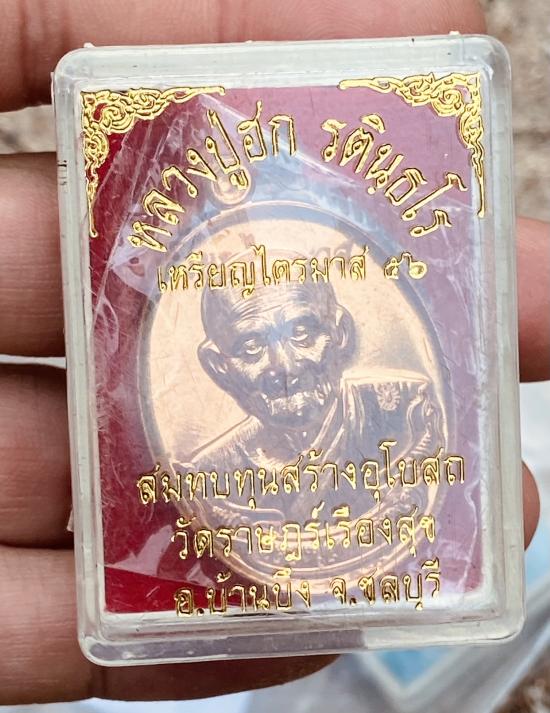 หลวงปู่ฮก รตินฺธโร
เหรียญไตรมาส ๕๖
สมทบทุนสร้างอุโบสถ
วัดราษฎร์เรืองสุข
อ.บ้านบึง จ.ชลบุรี